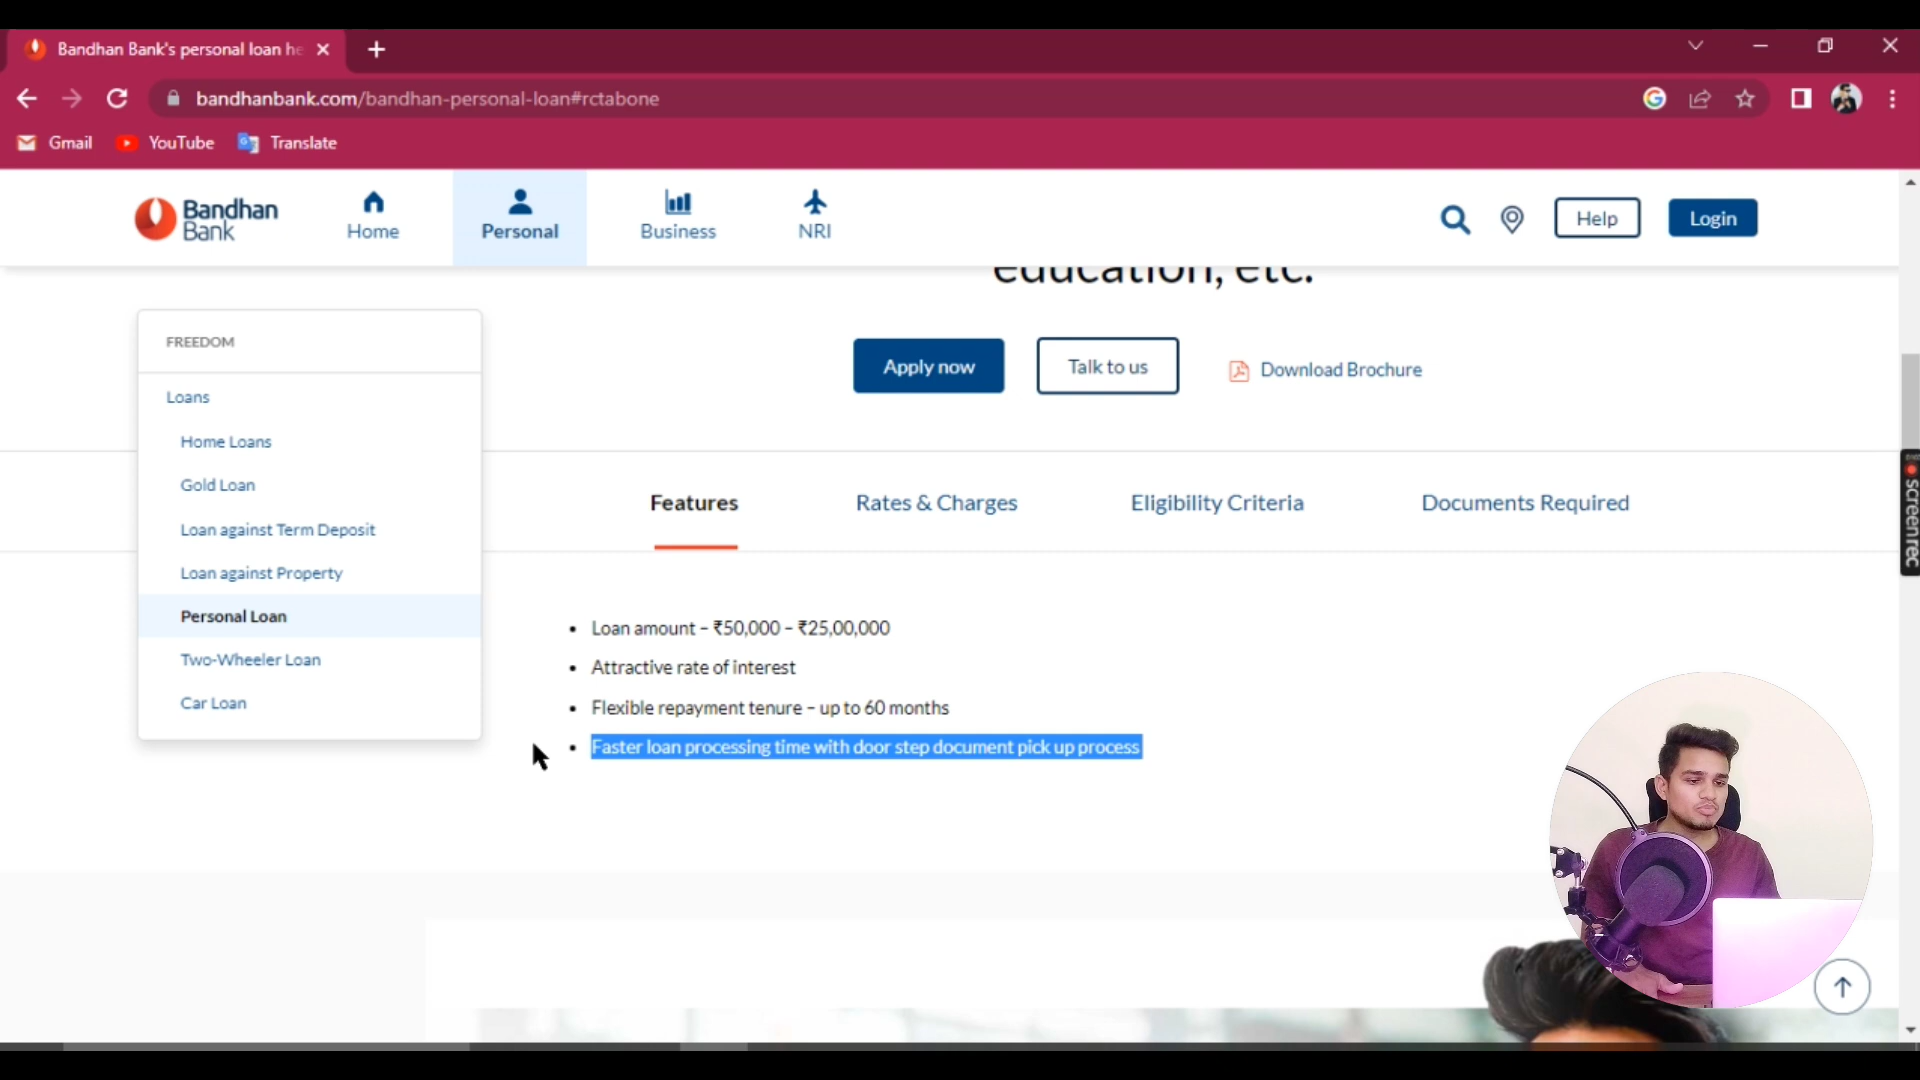 Bandhan Bank's personal loan he
bandhanbank.com/bandhan-personal-loan#rctabone
Gmail YouTube Translate
Bandhan
Bank
Home Personal Business NRI Help Login
education, etc.
FREEDOM
Apply now Talk to us Download Brochure
Loans
Home Loans
Gold Loan
Loan against Term Deposit
Loan against Property
Personal Loan
Two-Wheeler Loan
Car Loan
Features Rates & Charges Eligibility Criteria Documents Required
• Loan amount – ₹50,000 – ₹25,00,000
• Attractive rate of interest
• Flexible repayment tenure – up to 60 months
• Faster loan processing time with door step document pick up process
screenrec